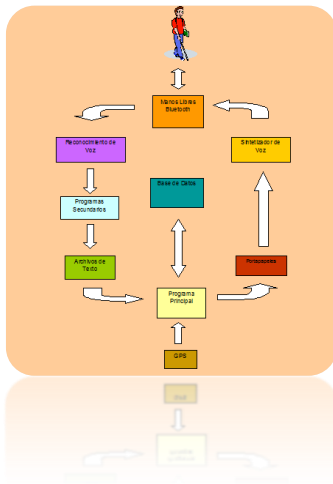 Manos Libres
Bluetooth
Reconocimiento de
Voz
Sintetizador
de Voz
Base de Datos
Programas
Secundarios
Archivos de
Texto
Portapapeles
Programa
Principal
GPS